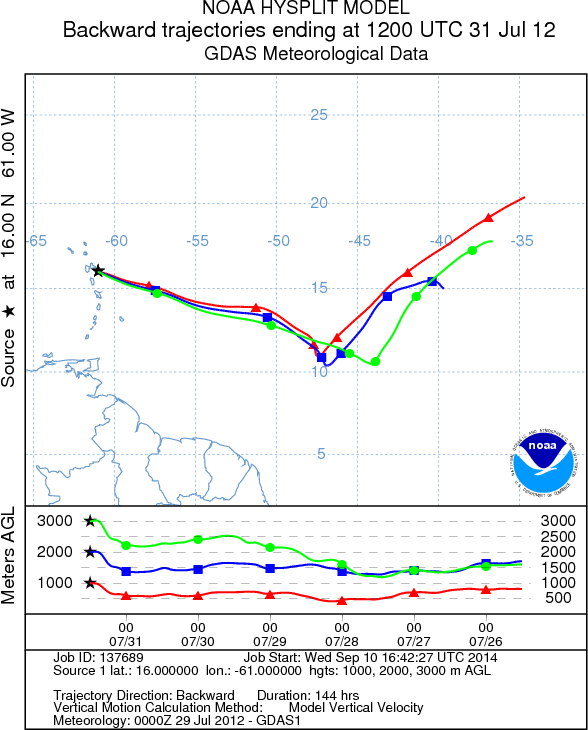 NOAA HYSPLIT MODEL
Backward trajectories ending at 1200 UTC 31 Jul 12
GDAS Meteorological Data
Source ★ at 16.00 N 61.00 W
25
20
-65 -60 -55 -50 -45 -40 -35
15
10
5
noaa
Meters AGL
3000 3000
2500
2000 2000
1500
1000 1000
500
00 00 00 00 00 00
07/31 07/30 07/29 07/28 07/27 07/26
Job ID: 137689 Job Start: Wed Sep 10 16:42:27 UTC 2014
Source 1 lat.: 16.000000 lon.: -61.000000 hgts: 1000, 2000, 3000 m AGL
Trajectory Direction: Backward Duration: 144 hrs
Vertical Motion Calculation Method: Model Vertical Velocity
Meteorology: 0000Z 29 Jul 2012 - GDAS1